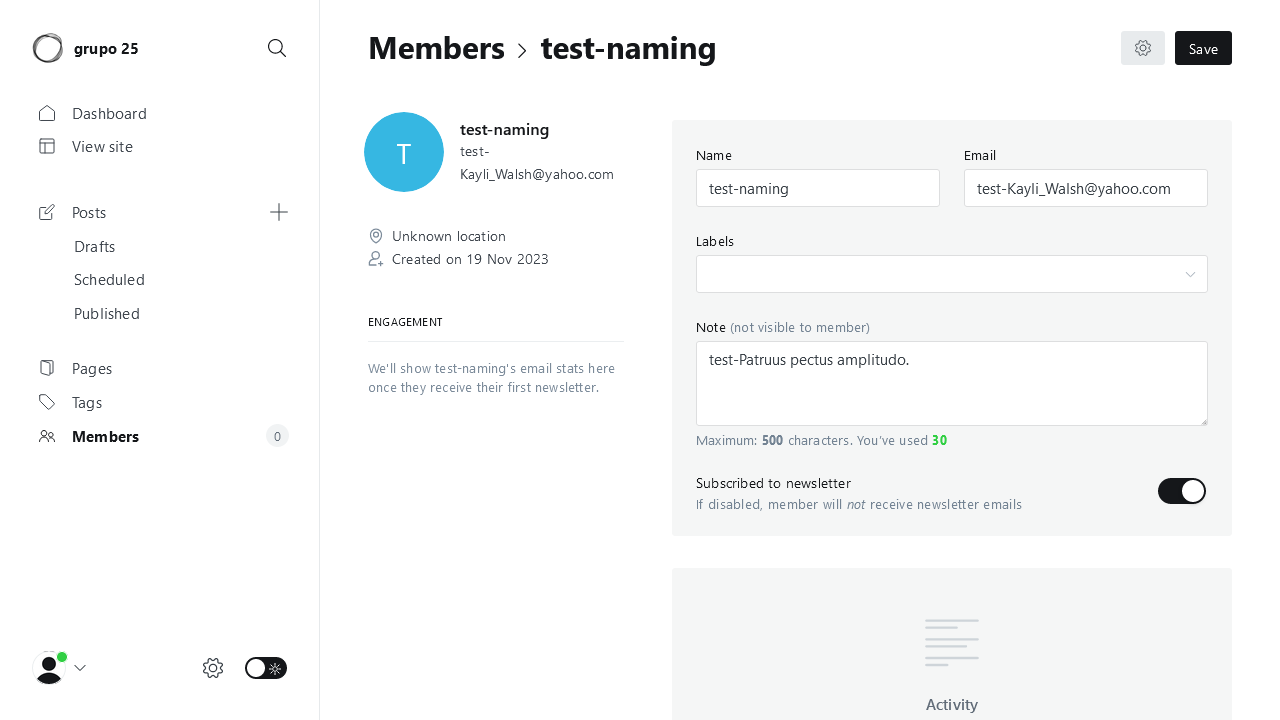 grupo 25
Dashboard
View site
Posts
Drafts
Scheduled
Published
Pages
Tags
Members
0
Members > test-naming
Save
T
test-naming
test-
Kayli_Walsh@yahoo.com
Unknown location
Created on 19 Nov 2023
ENGAGEMENT
We'll show test-naming's email stats here
once they receive their first newsletter.
Name
test-naming
Email
test-Kayli_Walsh@yahoo.com
Labels
Note (not visible to member)
test-Patruus pectus amplitudo.
Maximum: 500 characters. You've used 30
Subscribed to newsletter
If disabled, member will not receive newsletter emails
Activity